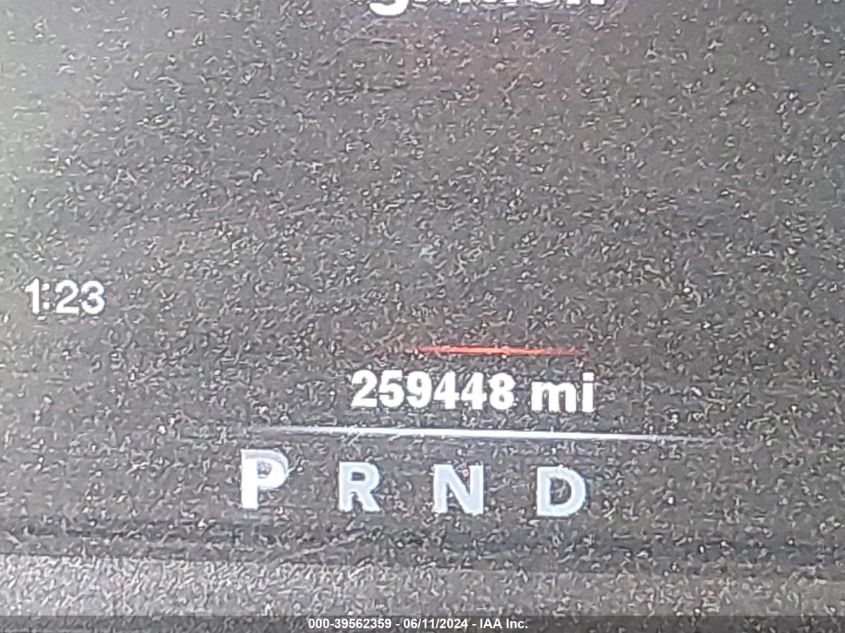 1:23
259448 mi
P R N D
000-39562359 - 06/11/2024 - IAA Inc.